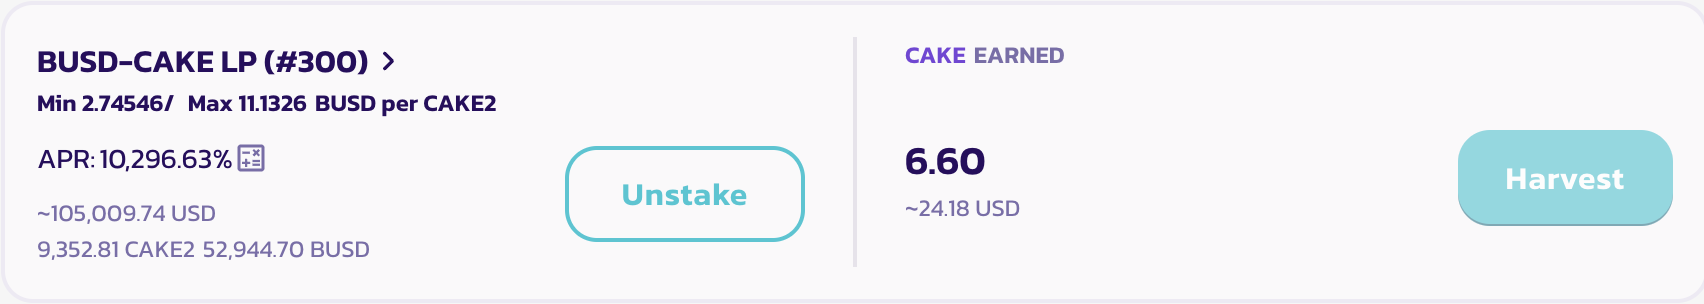 BUSD-CAKE LP (#300)
Min 2.74546/ Max 11.1326 BUSD per CAKE2
APR: 10,296.63%
~105,009.74 USD
9,352.81 CAKE2 52,944.70 BUSD
Unstake
CAKE EARNED
6.60
~24.18 USD
Harvest